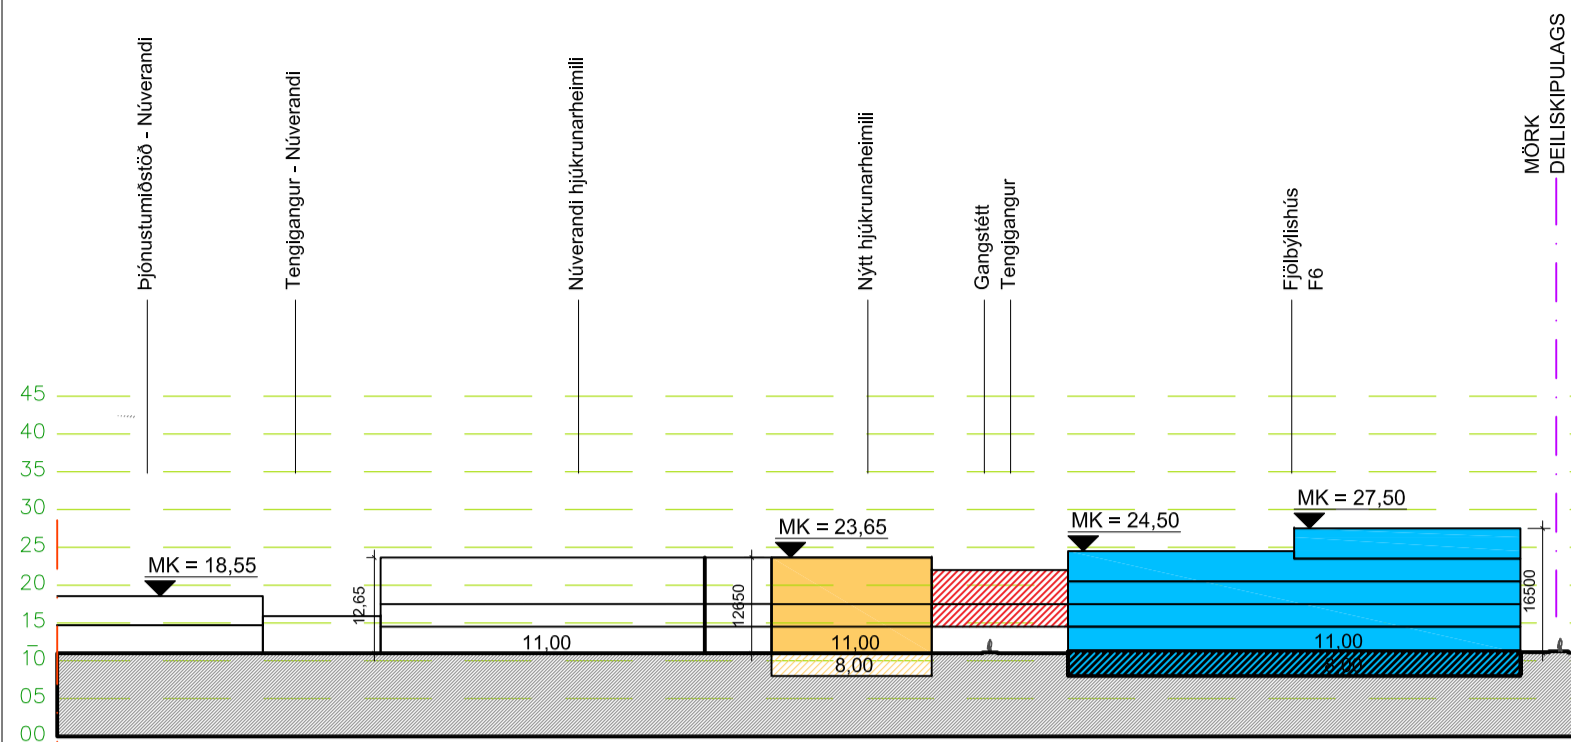 Þjónustumiðstöð - Núverandi
Tengigangur - Núverandi
Núverandi hjúkrunarheimili
Nýtt hjúkrunarheimili
Gangstétt
Tengigangur
Fjölbýlishús
F6
MÖRK
DEILISKIPULAGS
45
40
35
30
25
20
15
10
05
00
MK = 18,55
12,65
11,00
12650
MK = 23,65
11,00
8,00
MK = 24,50
MK = 27,50
11,00
8,00
16500